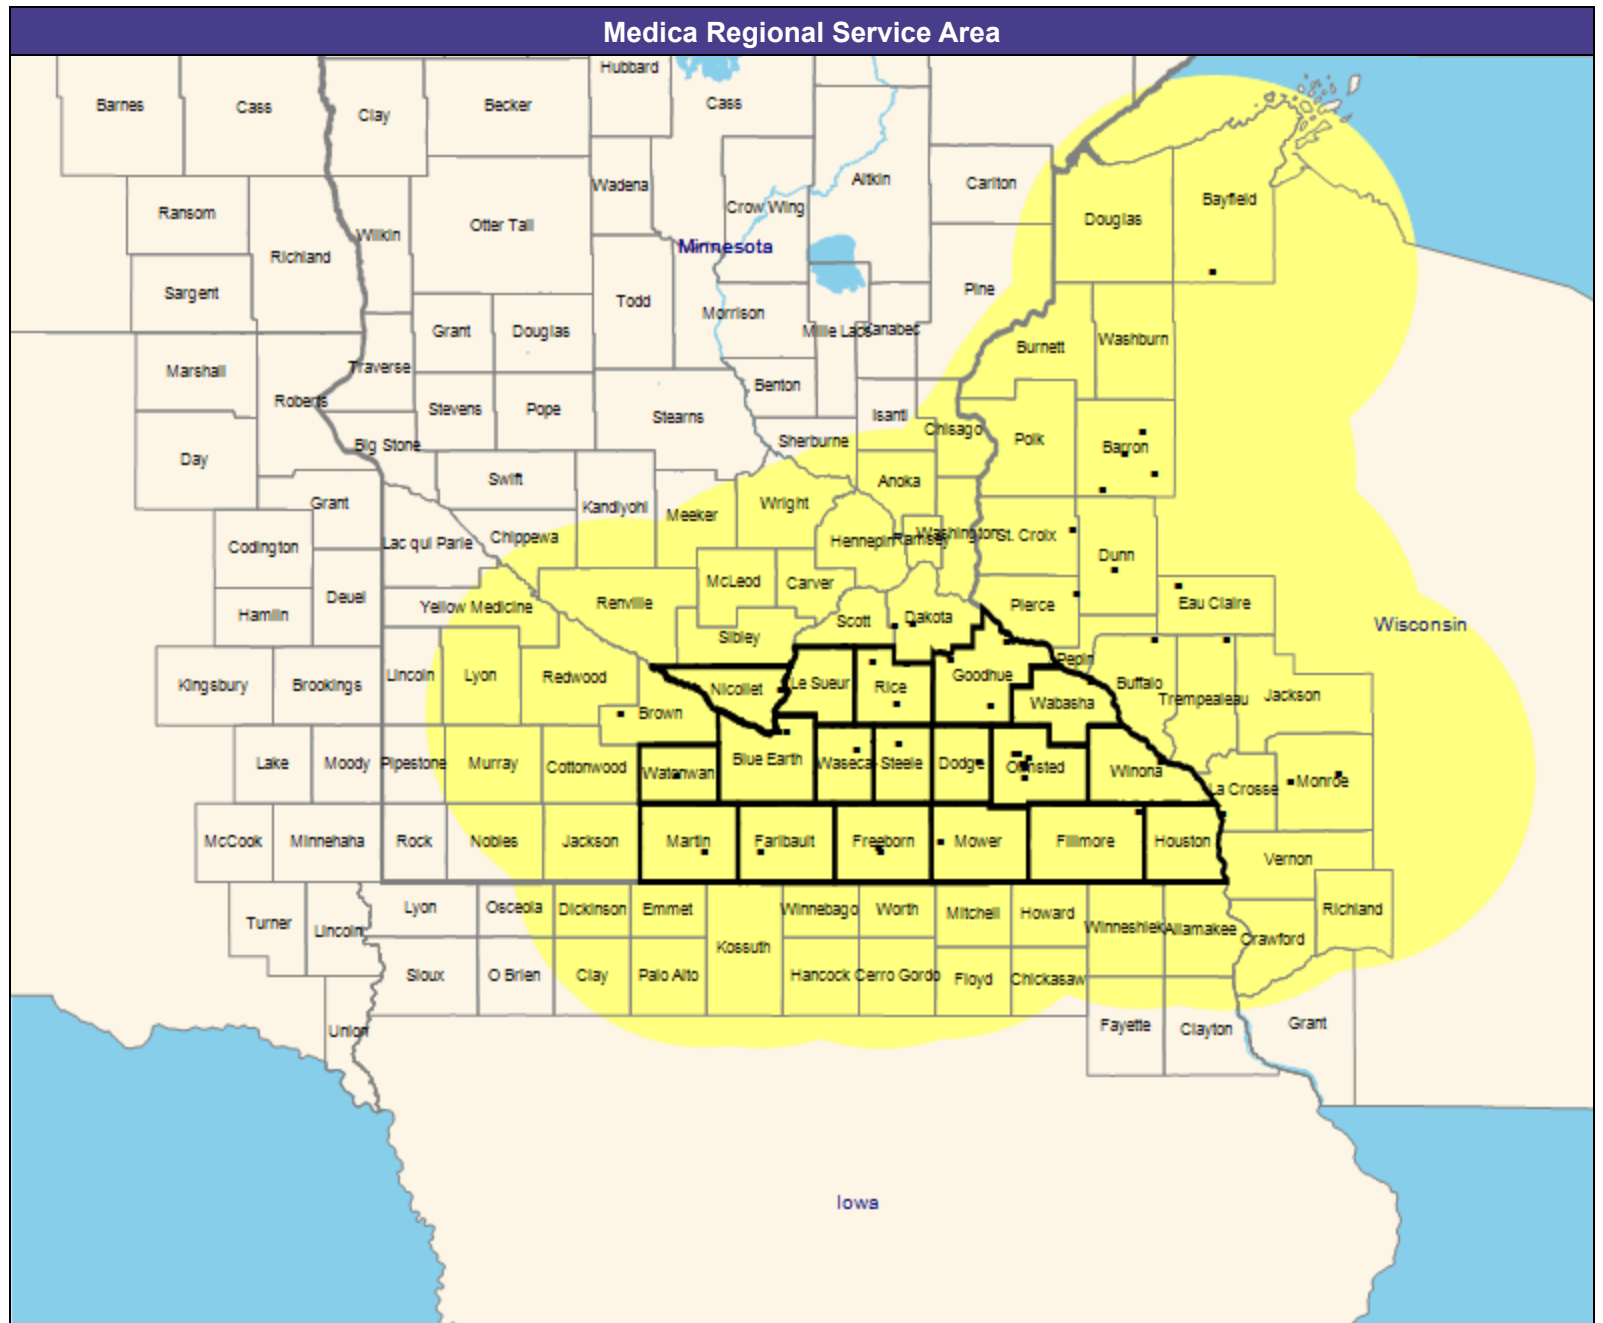 Medica Regional Service Area
Hubbard
Barnes
Cass
Clay
Becker
Cass
Wadena
Aitkin
Carlton
Ransom
Crow Wing
Bayfield
Otter Tail
Douglas
Wilkin
Minnesota
Richland
Sargent
Pine
Todd
Morrison
Grant
Douglas
Mille Lacs
Kanabec
Burnett
Washburn
Marshall
Traverse
Benton
Roberts
Stevens
Pope
Stearns
Isanti
Chisago
Polk
Big Stone
Sherburne
Barron
Day
Swift
Anoka
Grant
Kandiyohi
Meeker
Wright
Codington
Lac qui Parle
Chippewa
Hennepin
Ramsey
Washington
St. Croix
Dunn
Deuel
McLeod
Carver
Hamlin
Yellow Medicine
Renville
Scott
Dakota
Pierce
Eau Claire
Sibley
Wisconsin
Kingsbury
Brookings
Lincoln
Lyon
Redwood
Nicollet
Le Sueur
Rice
Goodhue
Pepin
Buffalo
Trempealeau
Jackson
Brown
Wabasha
Lake
Moody
Pipestone
Murray
Cottonwood
Watonwan
Blue Earth
Waseca
Steele
Dodge
Olmsted
Winona
La Crosse
Monroe
McCook
Minnehaha
Rock
Nobles
Jackson
Martin
Faribault
Freeborn
Mower
Fillmore
Houston
Vernon
Turner
Lincoln
Lyon
Osceola
Dickinson
Emmet
Kossuth
Winnebago
Worth
Mitchell
Howard
Winneshiek
Allamakee
Crawford
Richland
Sioux
O Brien
Clay
Palo Alto
Hancock
Cerro Gordo
Floyd
Chickasaw
Union
Fayette
Clayton
Grant
Iowa